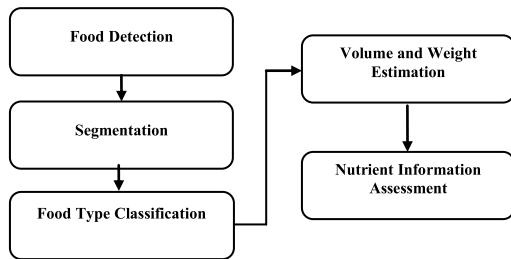 Food Detection
Segmentation
Food Type Classification
Volume and Weight
Estimation
Nutrient Information
Assessment